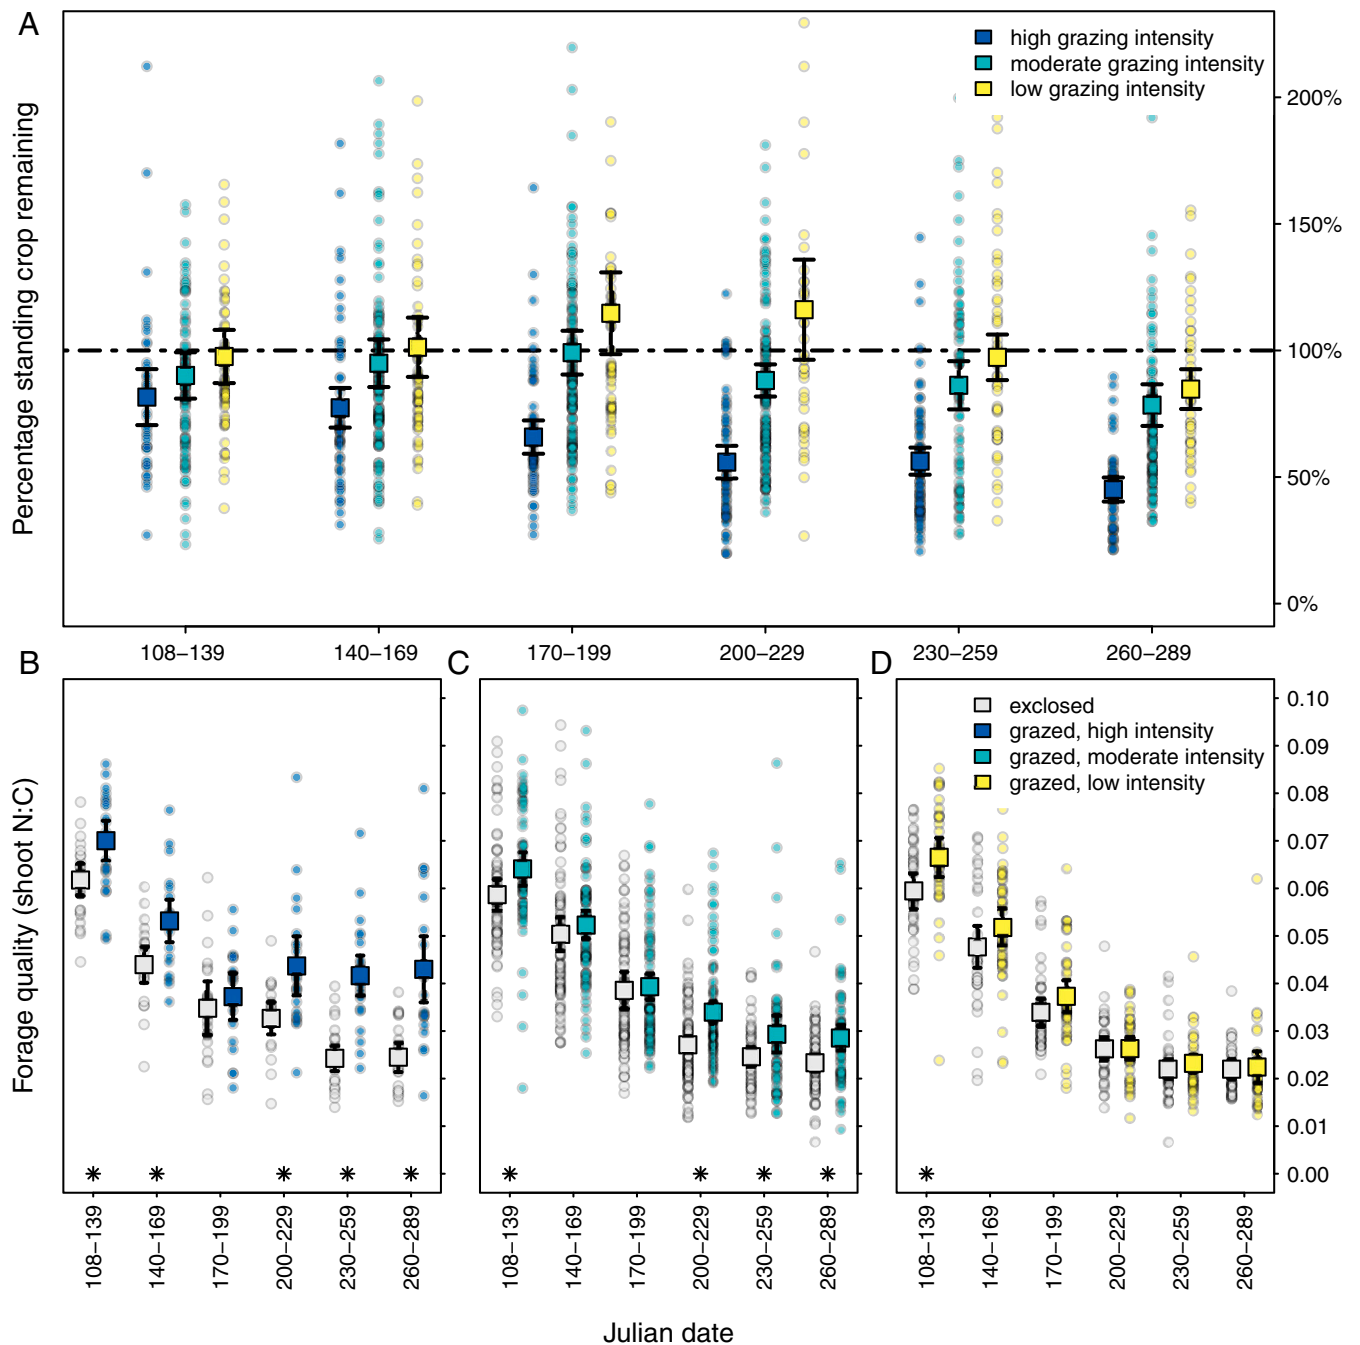 A
Percentage standing crop remaining
high grazing intensity
moderate grazing intensity
low grazing intensity
200%
150%
100%
50%
0%
108–139
140–169
170–199
200–229
230–259
260–289
B
C
D
Forage quality (shoot N:C)
exclosed
grazed, high intensity
grazed, moderate intensity
grazed, low intensity
0.10
0.09
0.08
0.07
0.06
0.05
0.04
0.03
0.02
0.01
0.00
* * * * *
* * * *
*
108–139
140–169
170–199
200–229
230–259
260–289
108–139
140–169
170–199
200–229
230–259
260–289
108–139
140–169
170–199
200–229
230–259
260–289
Julian date